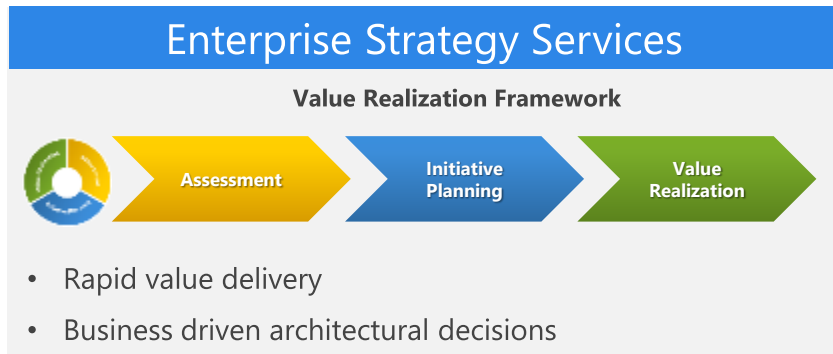 Enterprise Strategy Services
Value Realization Framework
Assessment
Initiative
Planning
Value
Realization
• Rapid value delivery
• Business driven architectural decisions